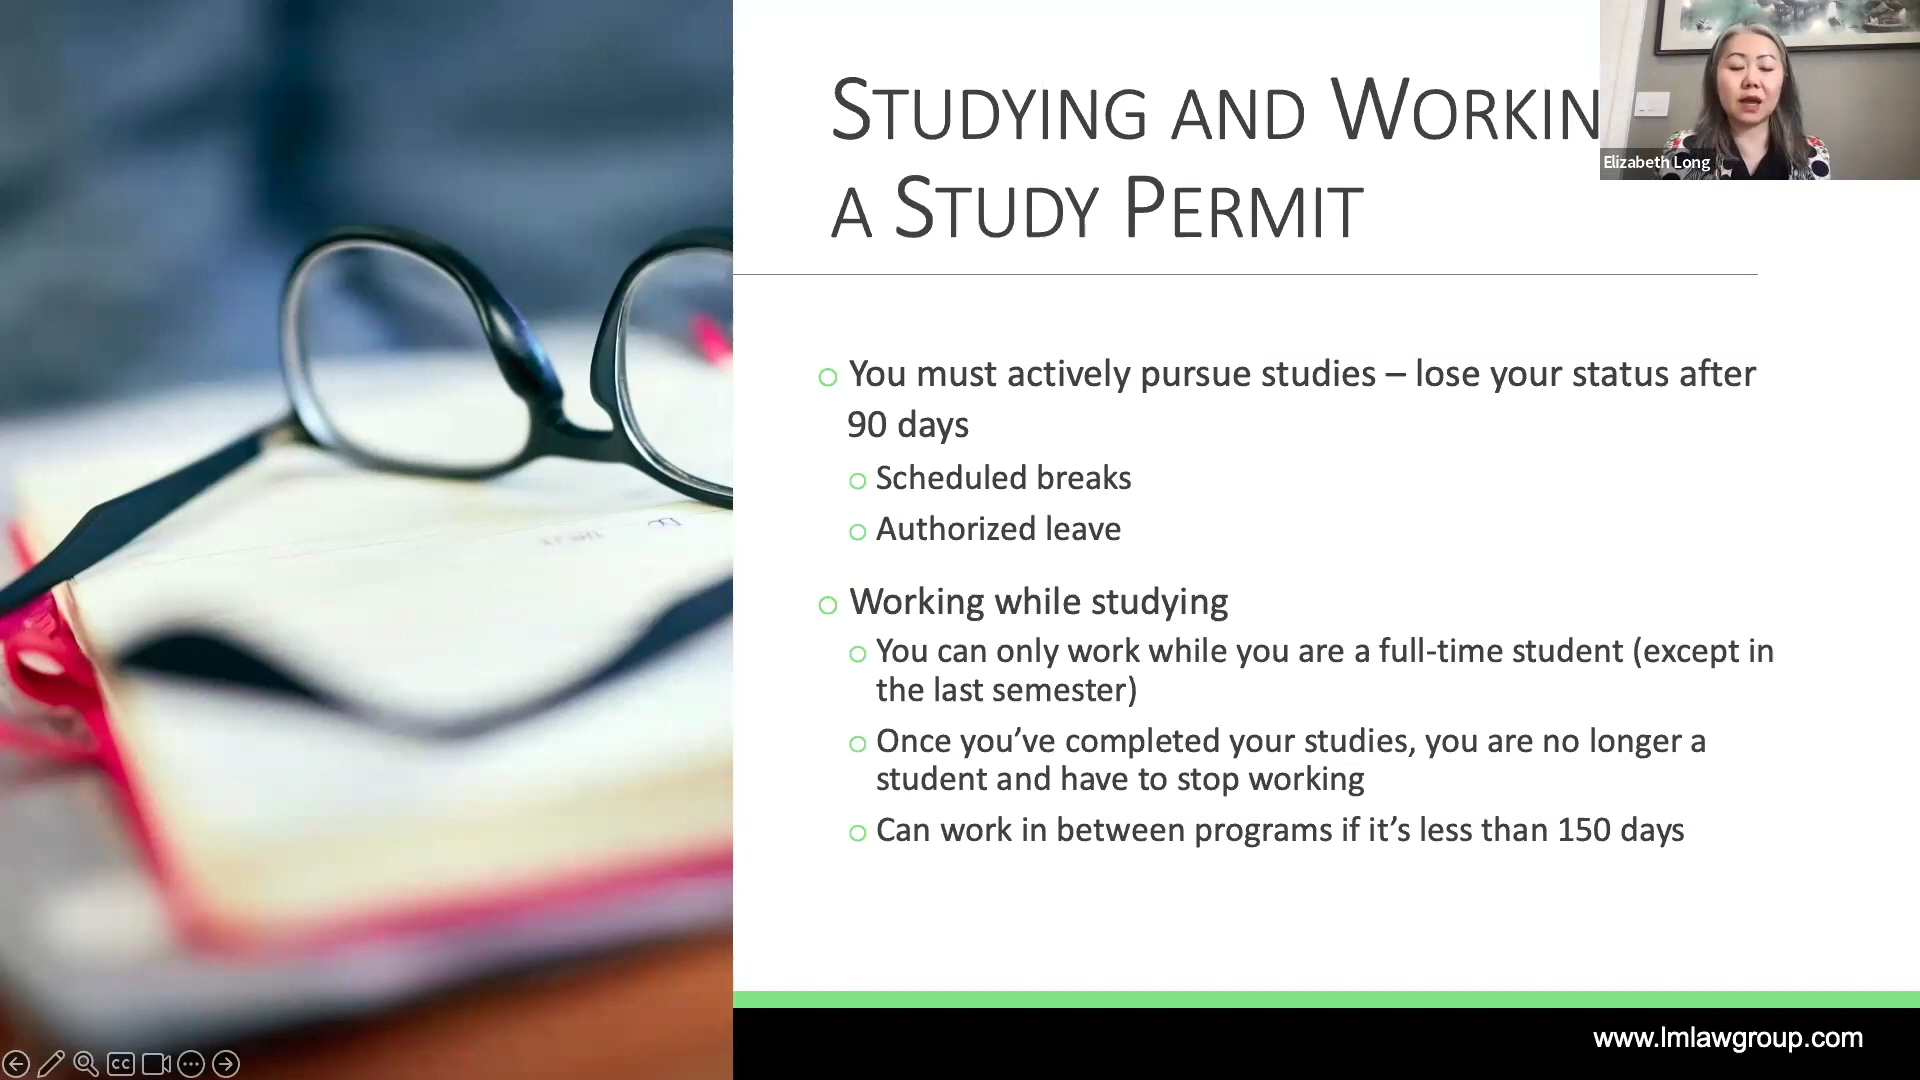 STUDYING AND WORKIN
A STUDY PERMIT
Elizabeth Long
You must actively pursue studies – lose your status after
90 days
Scheduled breaks
Authorized leave
Working while studying
You can only work while you are a full-time student (except in
the last semester)
Once you’ve completed your studies, you are no longer a
student and have to stop working
Can work in between programs if it’s less than 150 days
www.lmlawgroup.com
CC